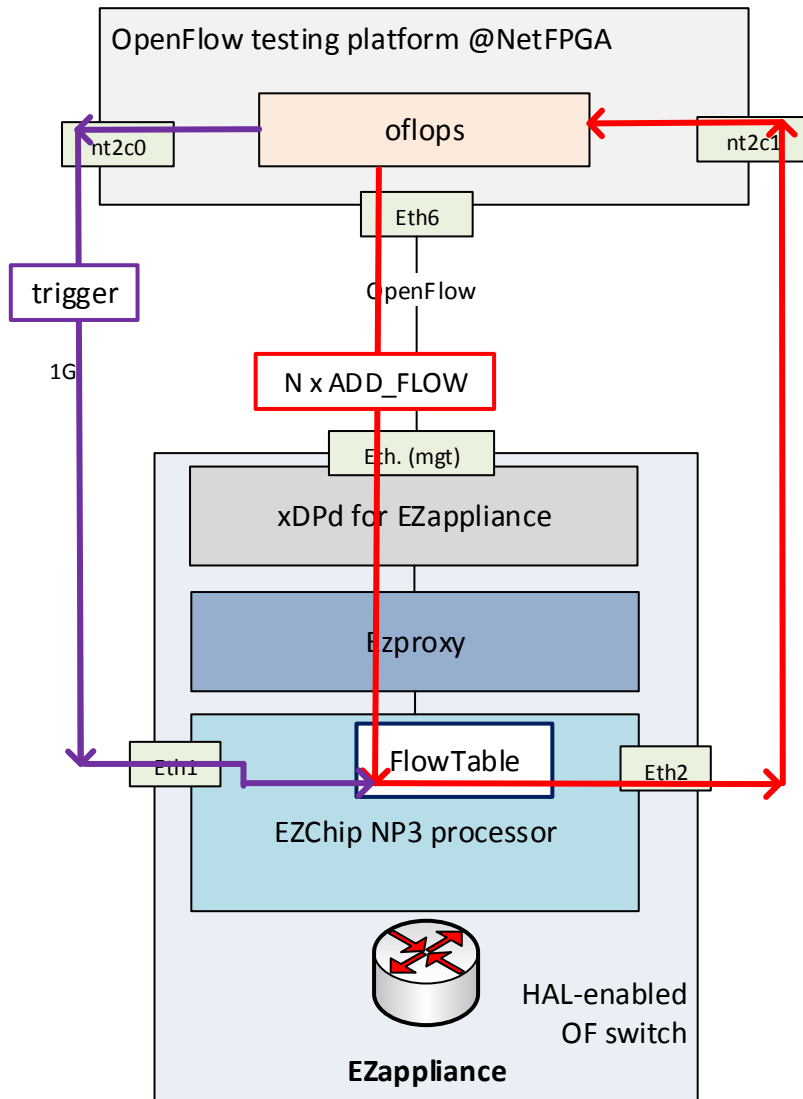 OpenFlow testing platform @NetFPGA
oflops
nt2c0
nt2c1
Eth6
trigger
OpenFlow
1G
N x ADD_FLOW
Eth. (mgt)
xDPd for EZappliance
Ezproxy
FlowTable
Eth1
Eth2
EZChip NP3 processor
HAL-enabled
OF switch
EZappliance